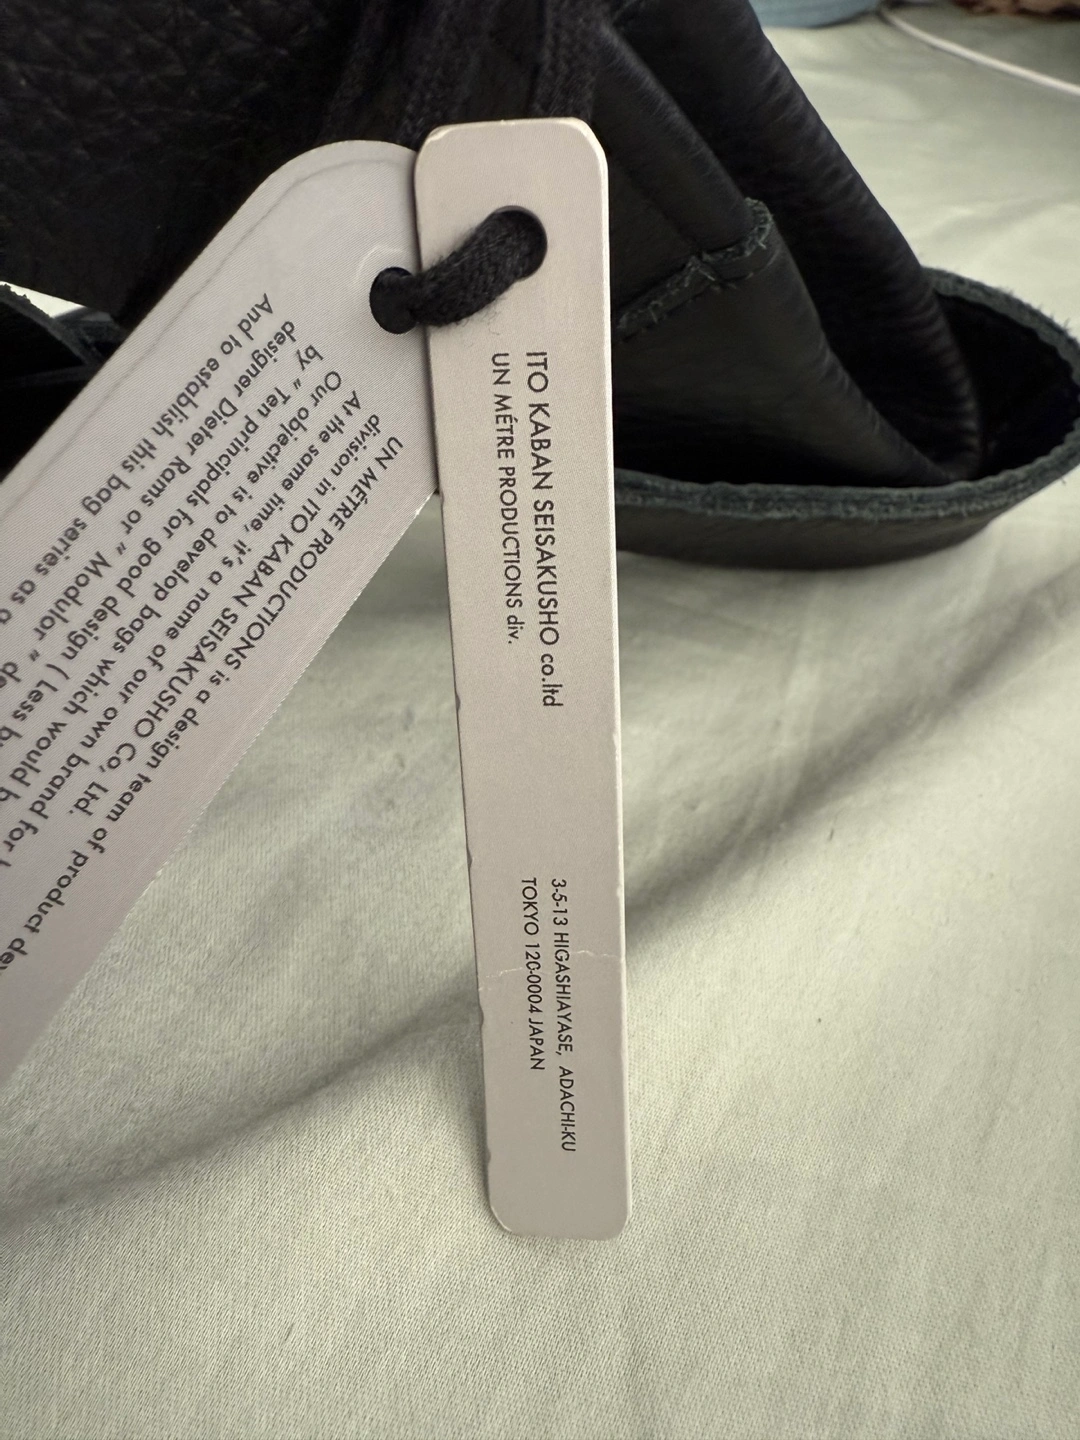 ITO KABAN SEISAKUSHO co.ltd
UN MÉTRE PRODUCTIONS div.
3-5-13 HIGASHIAYASE, ADACHI-KU
TOKYO 120-0004 JAPAN
UN MÉTRE PRODUCTIONS is a design team of product
division in ITO KABAN SEISAKUSHO Co, Ltd.
At the same time, it's a name of our own brand for
Our objective is to develop bags which would
by " Ten principals for good design ( Less
designer Dieter Rams or " Modulor "
And to establish this bag series as a